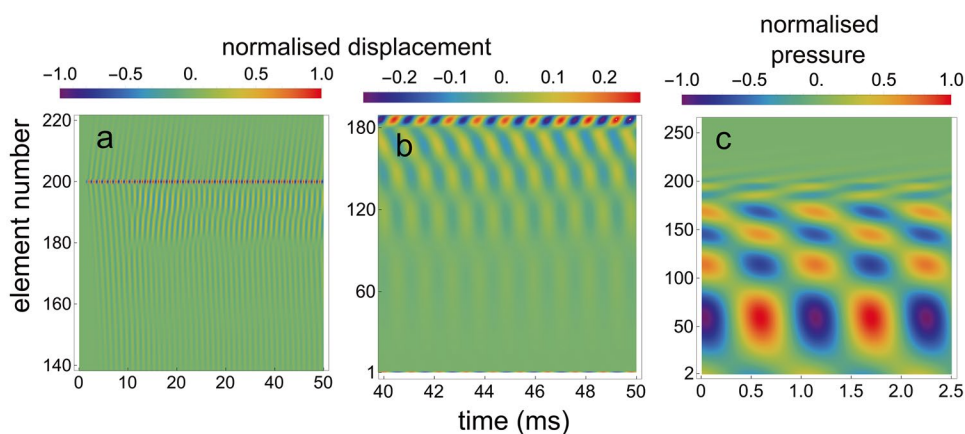 normalised displacement
normalised
pressure
−1.0 −0.5 0. 0.5 1.0
−0.2 −0.1 0. 0.1 0.2
−1.0 −0.5 0. 0.5 1.0
a
b
c
element number
220
200
180
160
140
0 10 20 20 40 50
180
120
60
1
40 42 44 46 48 50
250
200
150
100
50
2
0 0.5 1.0 1.5 2.0 2.5
time (ms)